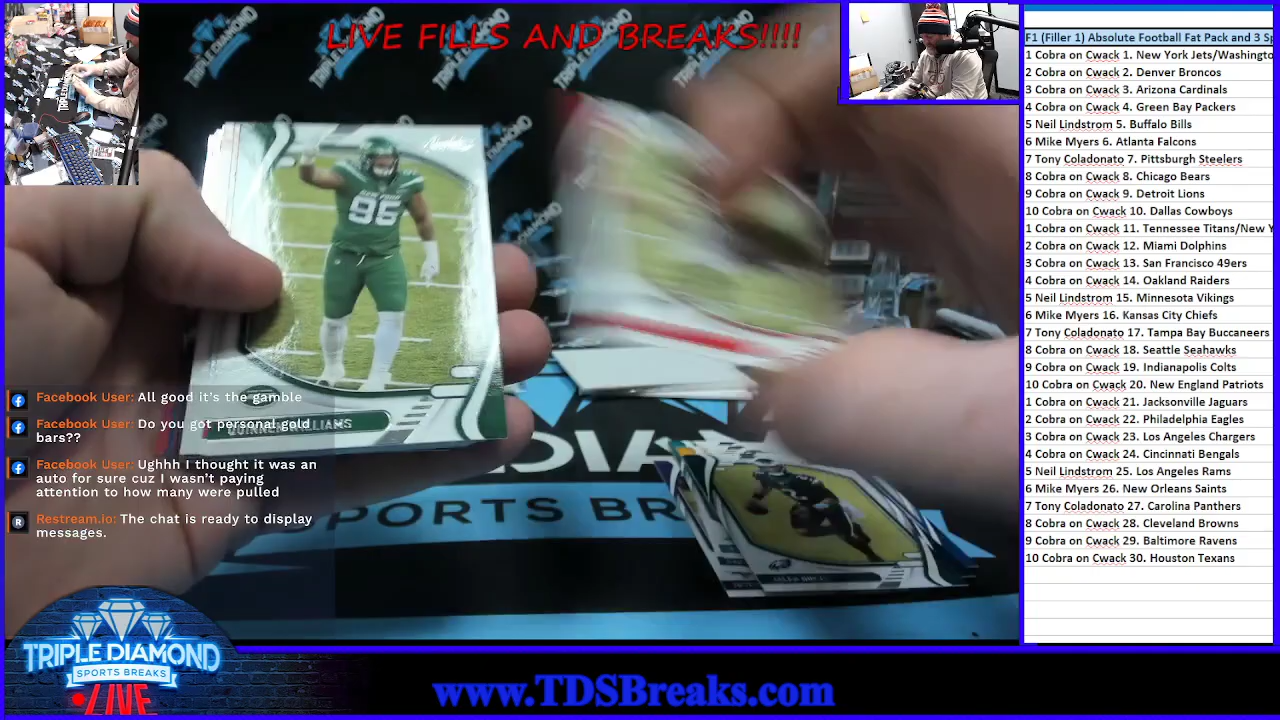 LIVE FILLS AND BREAKS!!!!
F1 (Filler 1) Absolute Football Fat Pack and 3 Sp
1 Cobra on Cwack 1. New York Jets/Washingto
2 Cobra on Cwack 2. Denver Broncos
3 Cobra on Cwack 3. Arizona Cardinals
4 Cobra on Cwack 4. Green Bay Packers
5 Neil Lindstrom 5. Buffalo Bills
6 Mike Myers 6. Atlanta Falcons
7 Tony Coladonato 7. Pittsburgh Steelers
8 Cobra on Cwack 8. Chicago Bears
9 Cobra on Cwack 9. Detroit Lions
10 Cobra on Cwack 10. Dallas Cowboys
1 Cobra on Cwack 11. Tennessee Titans/New Y
2 Cobra on Cwack 12. Miami Dolphins
3 Cobra on Cwack 13. San Francisco 49ers
4 Cobra on Cwack 14. Oakland Raiders
5 Neil Lindstrom 15. Minnesota Vikings
6 Mike Myers 16. Kansas City Chiefs
7 Tony Coladonato 17. Tampa Bay Buccaneers
8 Cobra on Cwack 18. Seattle Seahawks
9 Cobra on Cwack 19. Indianapolis Colts
10 Cobra on Cwack 20. New England Patriots
1 Cobra on Cwack 21. Jacksonville Jaguars
2 Cobra on Cwack 22. Philadelphia Eagles
3 Cobra on Cwack 23. Los Angeles Chargers
4 Cobra on Cwack 24. Cincinnati Bengals
5 Neil Lindstrom 25. Los Angeles Rams
6 Mike Myers 26. New Orleans Saints
7 Tony Coladonato 27. Carolina Panthers
8 Cobra on Cwack 28. Cleveland Browns
9 Cobra on Cwack 29. Baltimore Ravens
10 Cobra on Cwack 30. Houston Texans
TRIPLE DIAMOND
95
QUINNEN WILLIAMS
Facebook User: All good it's the gamble
Facebook User: Do you got personal gold
bars??
Facebook User: Ughhh I thought it was an
auto for sure cuz I wasn't paying
attention to how many were pulled
Restream.io: The chat is ready to display
messages.
PORTS BR
TRIPLE DIAMOND
SPORTS BREAKS
LIVE
www.TDSBreaks.com